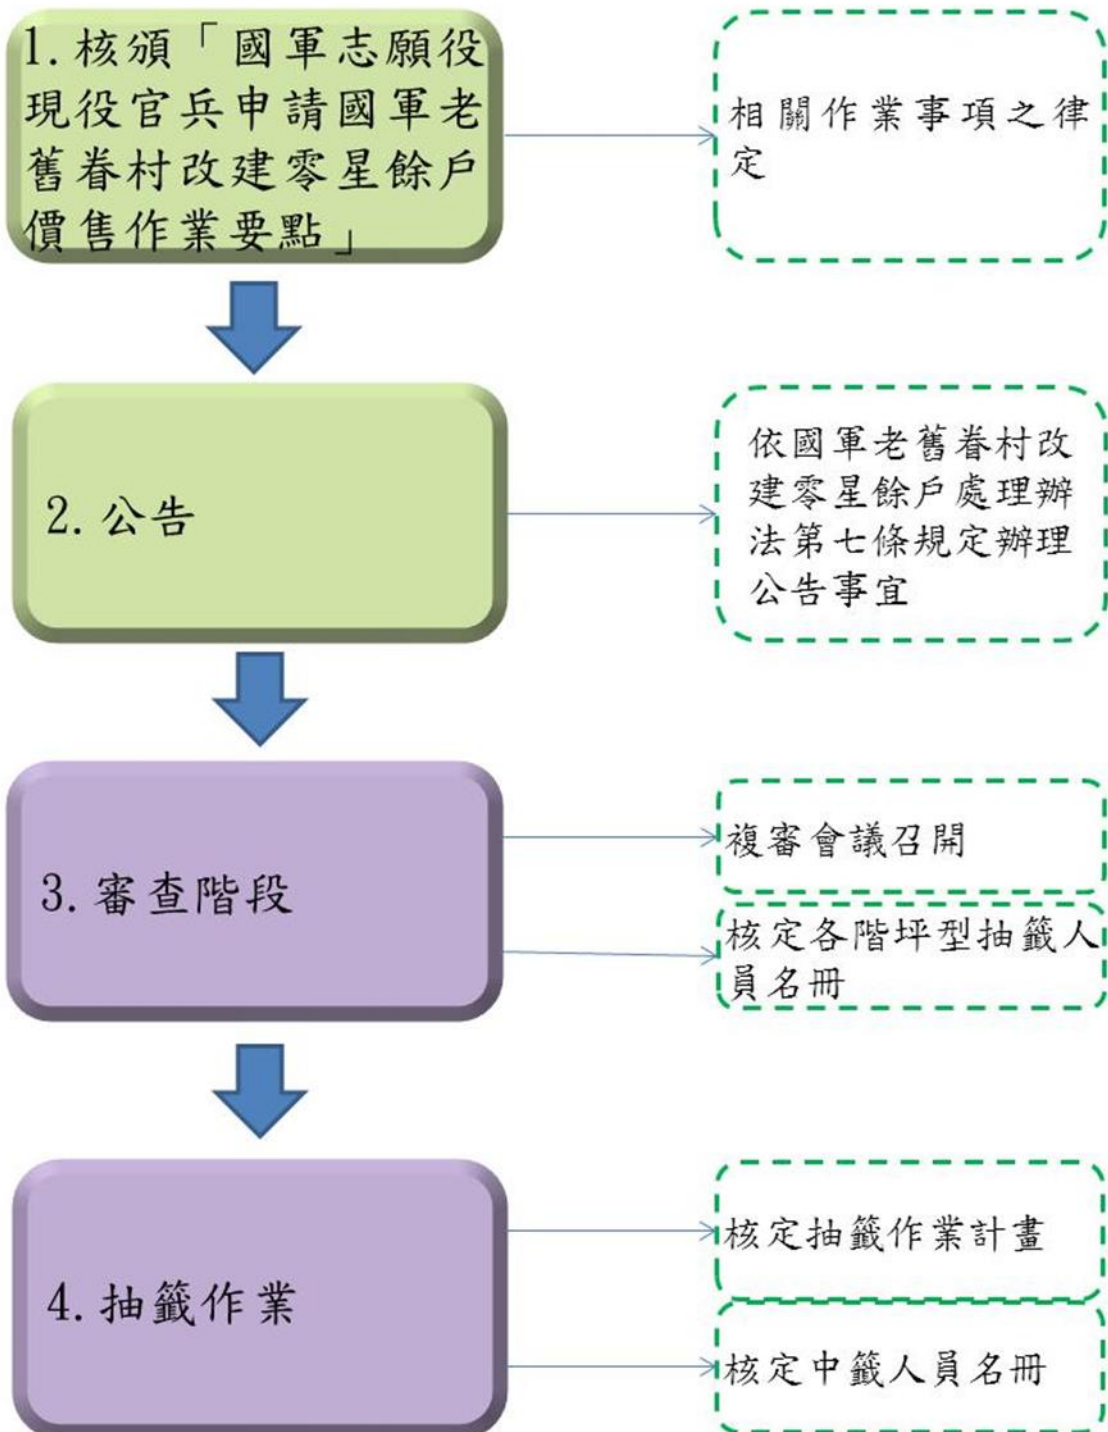 1.核頒「國軍志願役
現役官兵申請國軍老
舊眷村改建零星餘戶
價售作業要點」
相關作業事項之律
定
2.公告
依國軍老舊眷村改
建零星餘戶處理辦
法第七條規定辦理
公告事宜
3.審查階段
複審會議召開
核定各階坪型抽籤人
員名冊
4.抽籤作業
核定抽籤作業計畫
核定中籤人員名冊